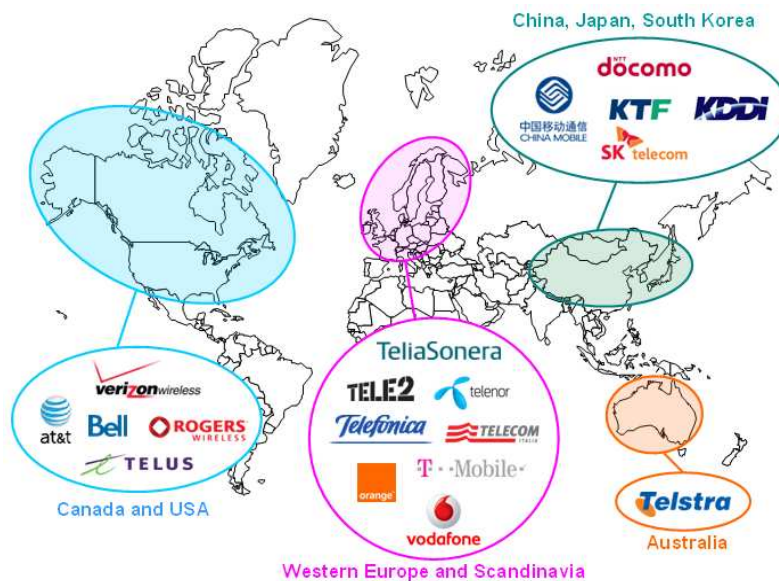 China, Japan, South Korea
NTT
döcomo
中国移动通信
CHINA MOBILE
KTF
KDDI
SK telecom
verizonwireless
at&t
Bell
ROGERS
WIRELESS
TELUS
Canada and USA
TeliaSonera
TELE2
telenor
Telefónica
TELECOM
ITALIA
orange
T · · Mobile ·
vodafone
Western Europe and Scandinavia
Telstra
Australia